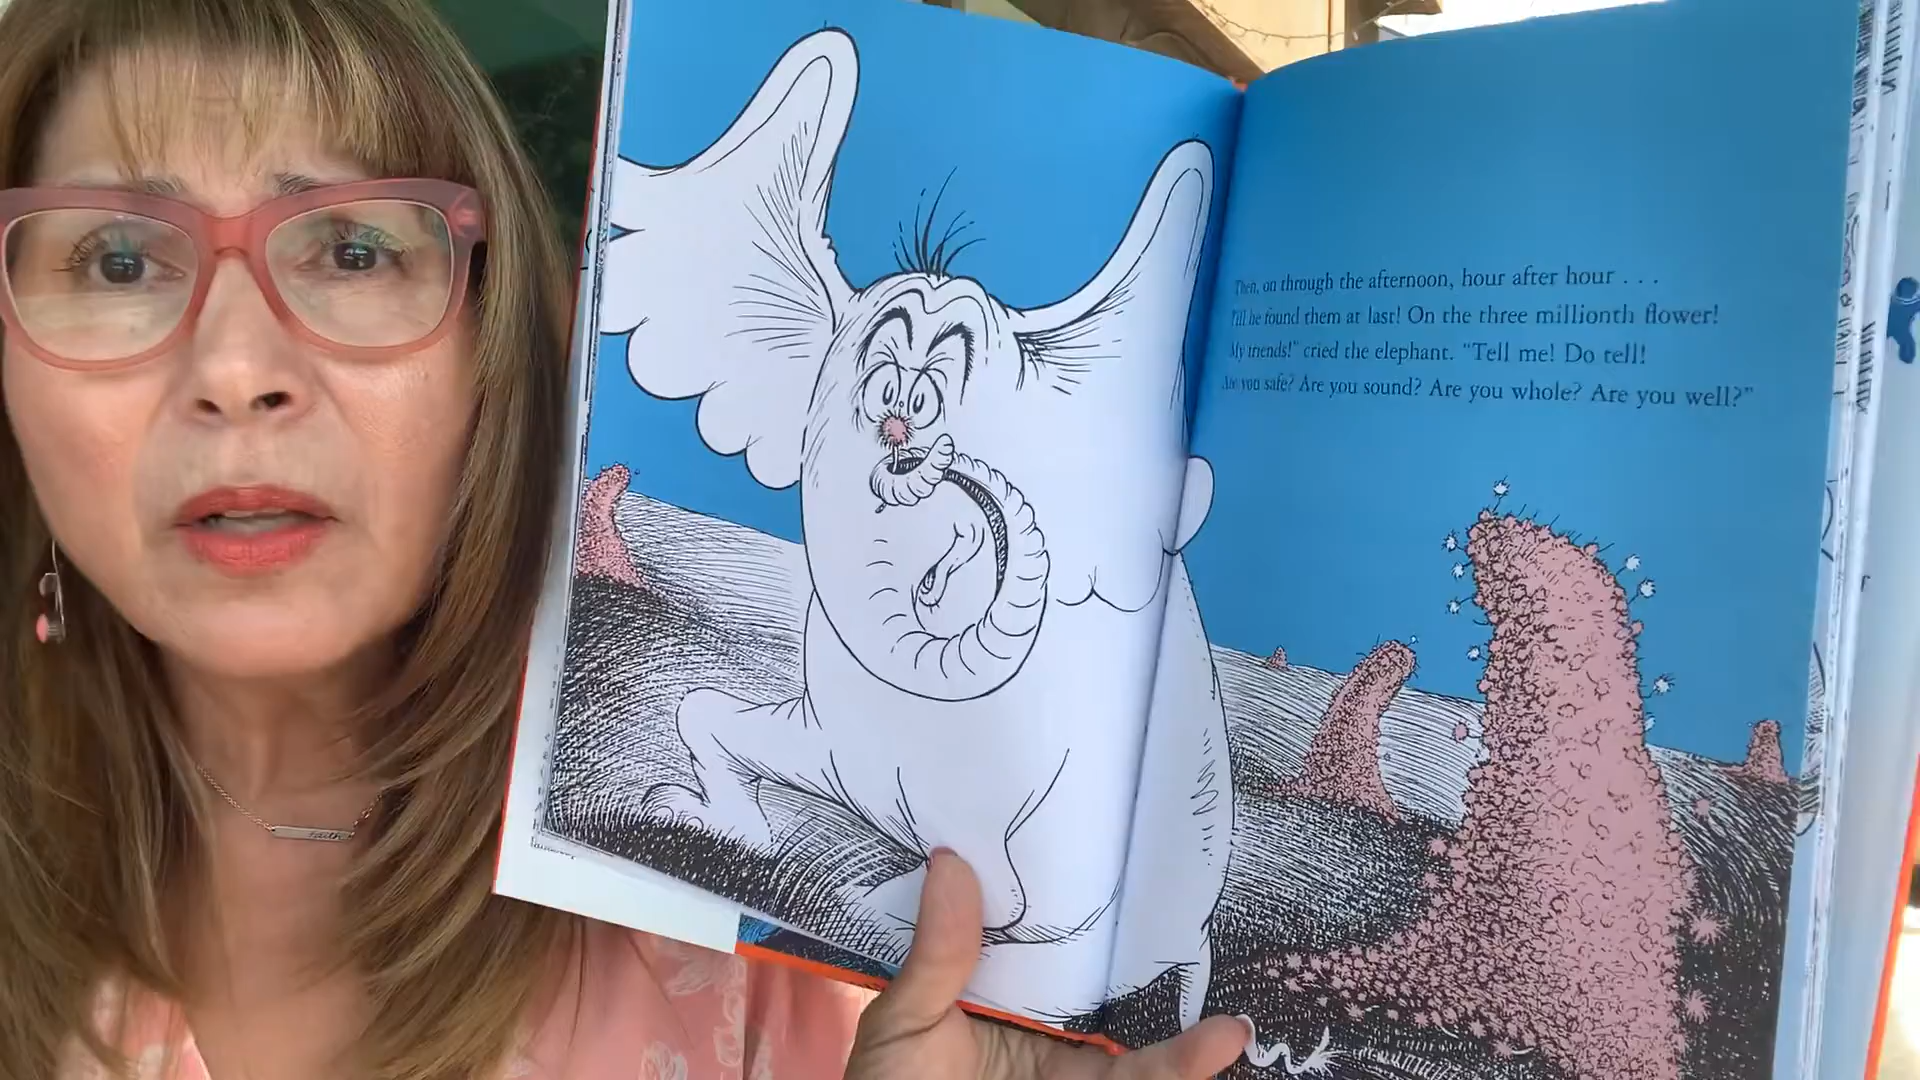 Then, on through the afternoon, hour after hour . . .
Till he found them at last! On the three millionth flower!
My friends!" cried the elephant. "Tell me! Do tell!
Are you safe? Are you sound? Are you whole? Are you well?"
faith